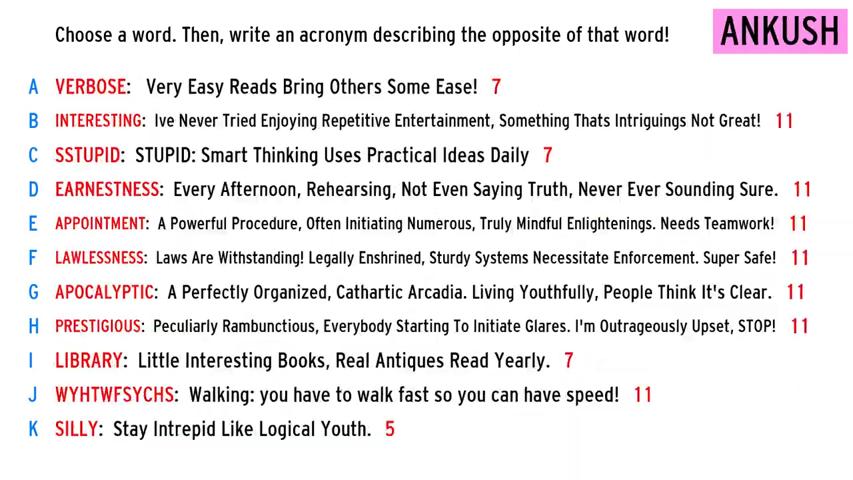 Choose a word. Then, write an acronym describing the opposite of that word!
ANKUSH
A VERBOSE: Very Easy Reads Bring Others Some Ease! 7
B INTERESTING: Ive Never Tried Enjoying Repetitive Entertainment, Something Thats Intriguings Not Great! 11
C SSTUPID: STUPID: Smart Thinking Uses Practical Ideas Daily 7
D EARNESTNESS: Every Afternoon, Rehearsing, Not Even Saying Truth, Never Ever Sounding Sure. 11
E APPOINTMENT: A Powerful Procedure, Often Initiating Numerous, Truly Mindful Enlightenings. Needs Teamwork! 11
F LAWLESSNESS: Laws Are Withstanding! Legally Enshrined, Sturdy Systems Necessitate Enforcement. Super Safe! 11
G APOCALYPTIC: A Perfectly Organized, Cathartic Arcadia. Living Youthfully, People Think It's Clear. 11
H PRESTIGIOUS: Peculiarly Rambunctious, Everybody Starting To Initiate Glares. I'm Outrageously Upset, STOP! 11
I LIBRARY: Little Interesting Books, Real Antiques Read Yearly. 7
J WYHTWFSYCHS: Walking: you have to walk fast so you can have speed! 11
K SILLY: Stay Intrepid Like Logical Youth. 5